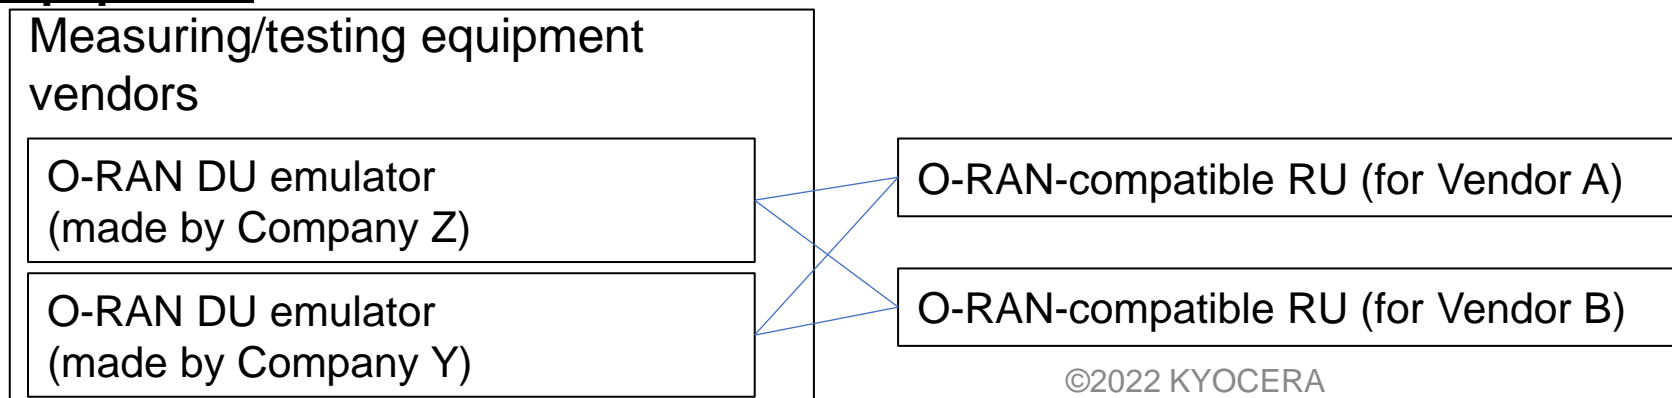 Measuring/testing equipment
vendors
O-RAN DU emulator
(made by Company Z)
O-RAN-compatible RU (for Vendor A)
O-RAN DU emulator
(made by Company Y)
O-RAN-compatible RU (for Vendor B)
©2022 KYOCERA